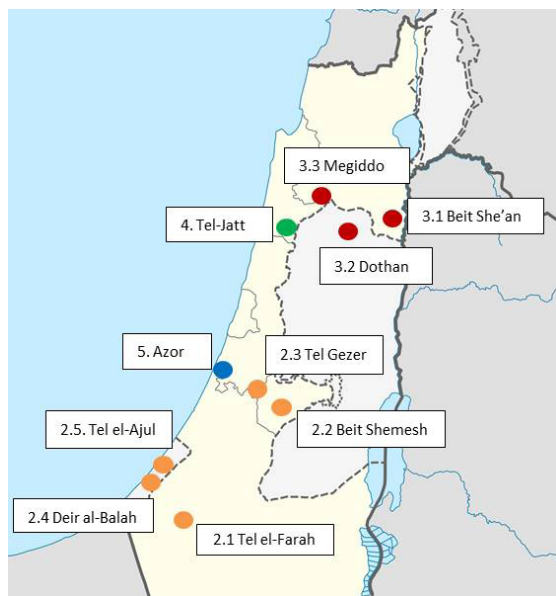 3.3 Megiddo
4. Tel-Jatt
3.1 Beit She'an
3.2 Dothan
5. Azor
2.3 Tel Gezer
2.5. Tel el-Ajul
2.2 Beit Shemesh
2.4 Deir al-Balah
2.1 Tel el-Farah